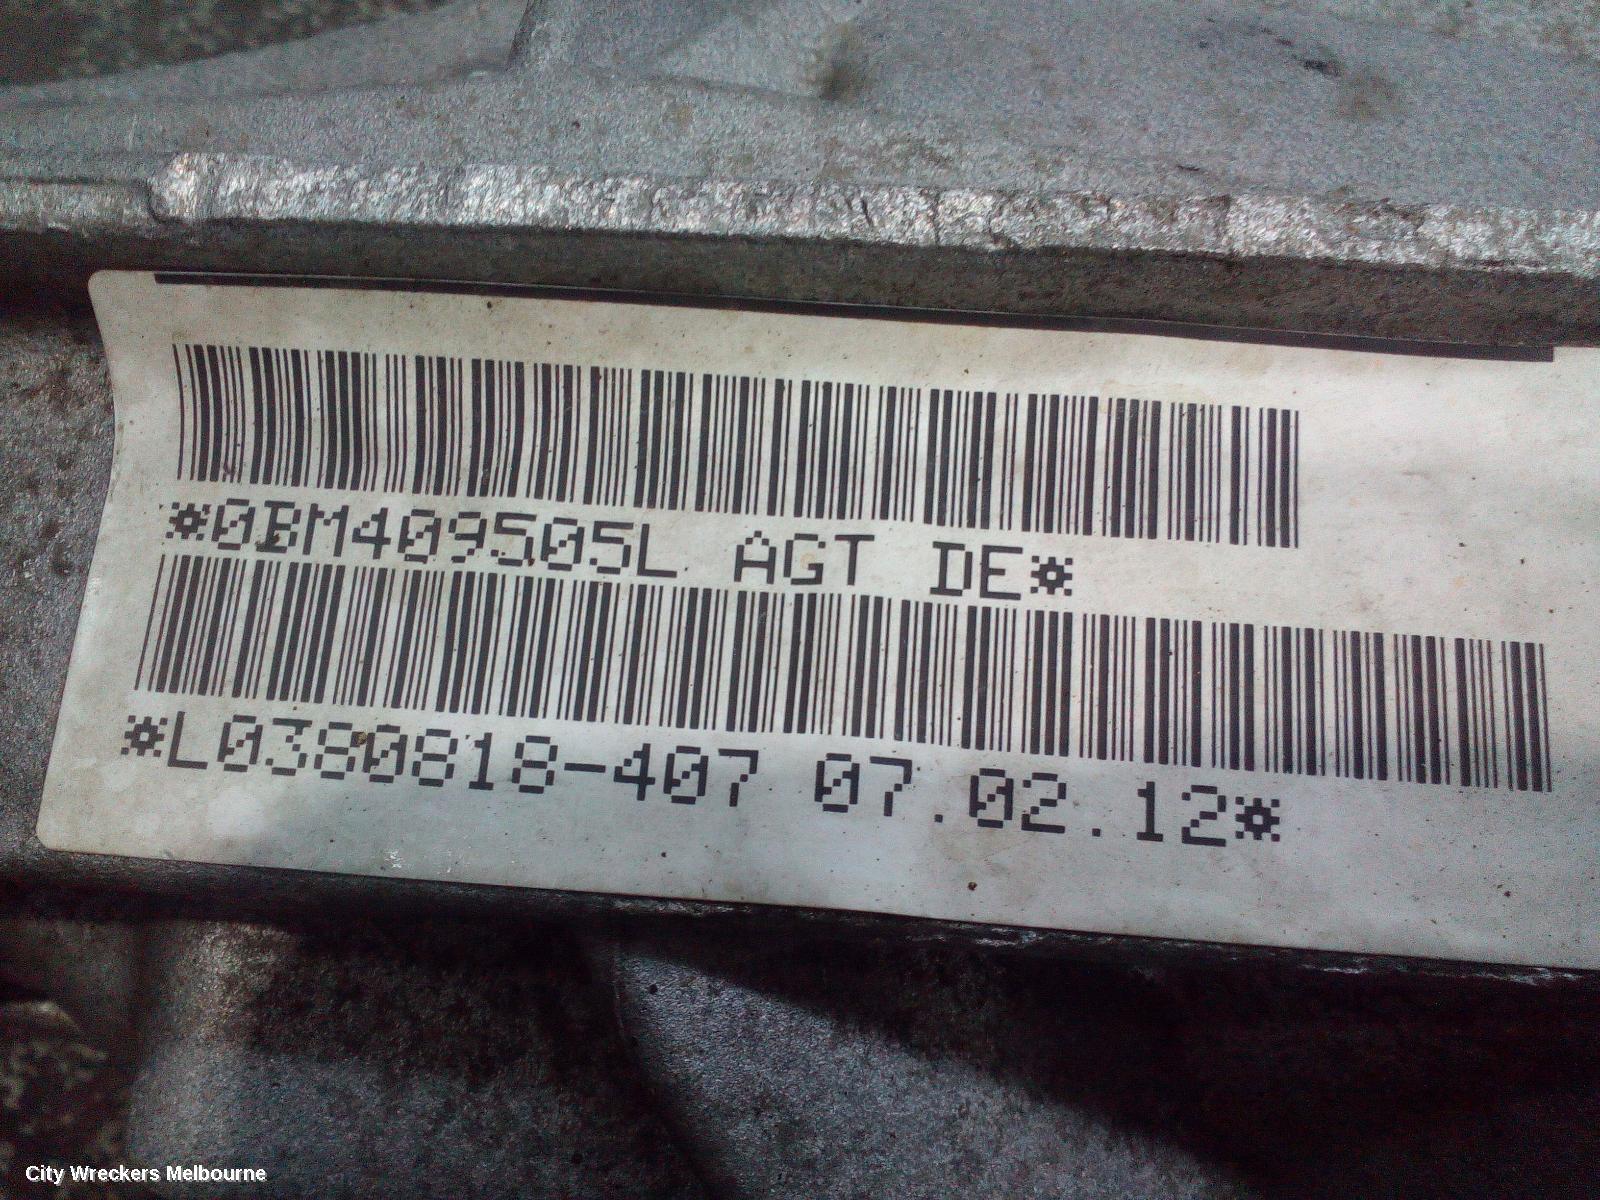 *0BM409505L AGT DE*
*L0380818-407 07.02.12*
City Wreckers Melbourne